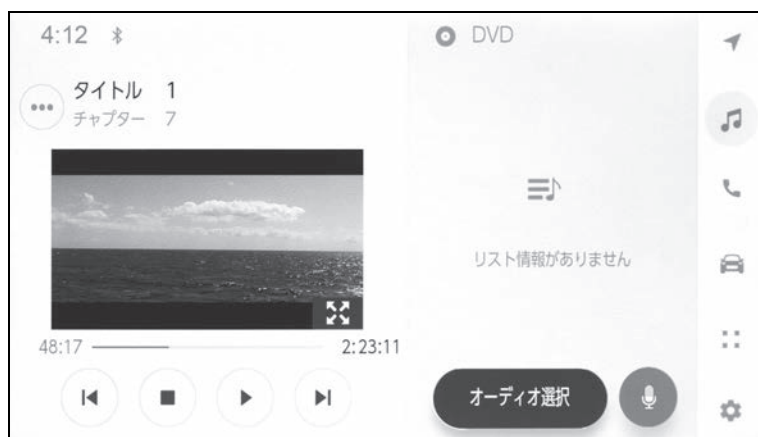 4:12
タイトル 1
チャプター 7
48:17
2:23:11
DVD
リスト情報がありません
オーディオ選択